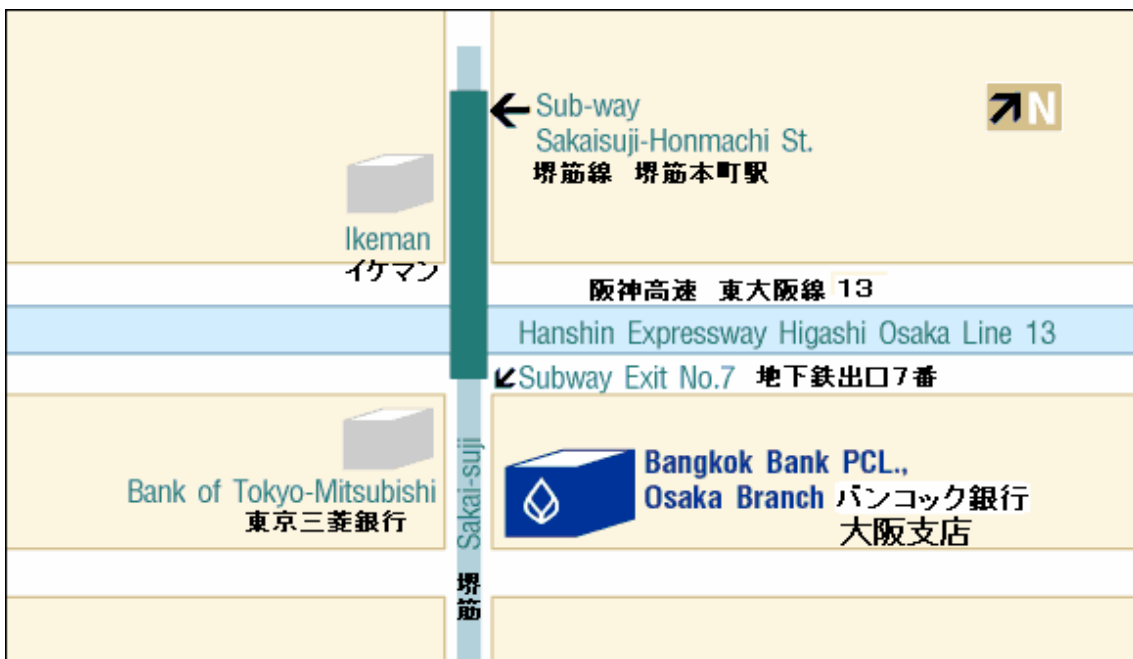 Sub-way
Sakaisuji-Honmachi St.
堺筋線 堺筋本町駅
N
Ikeman
イケマン
阪神高速 東大阪線 13
Hanshin Expressway Higashi Osaka Line 13
Subway Exit No.7 地下鉄出口7番
Bank of Tokyo-Mitsubishi
東京三菱銀行
Sakai-suji
堺筋
Bangkok Bank PCL.,
Osaka Branch バンコック銀行
大阪支店